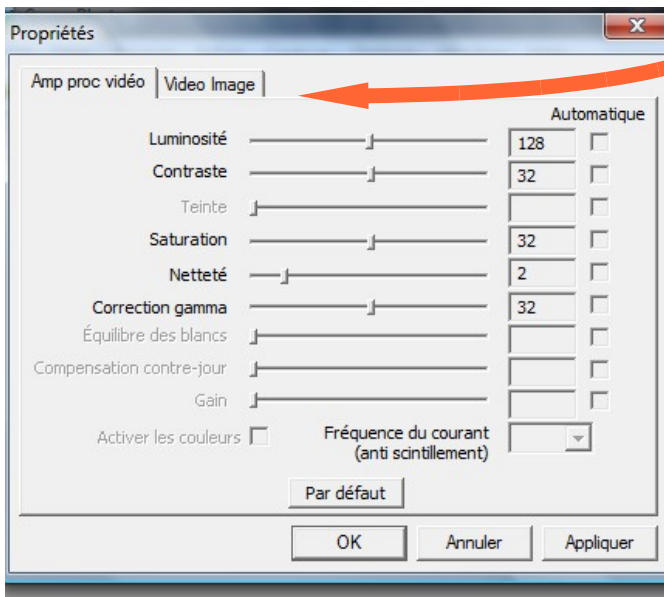 Propriétés
Amp proc vidéo Video Image
Automatique
Luminosité 128
Contraste 32
Teinte
Saturation 32
Netteté 2
Correction gamma 32
Équilibre des blancs
Compensation contre-jour
Gain
Activer les couleurs Fréquence du courant
(anti scintillement)
Par défaut
OK Annuler Appliquer